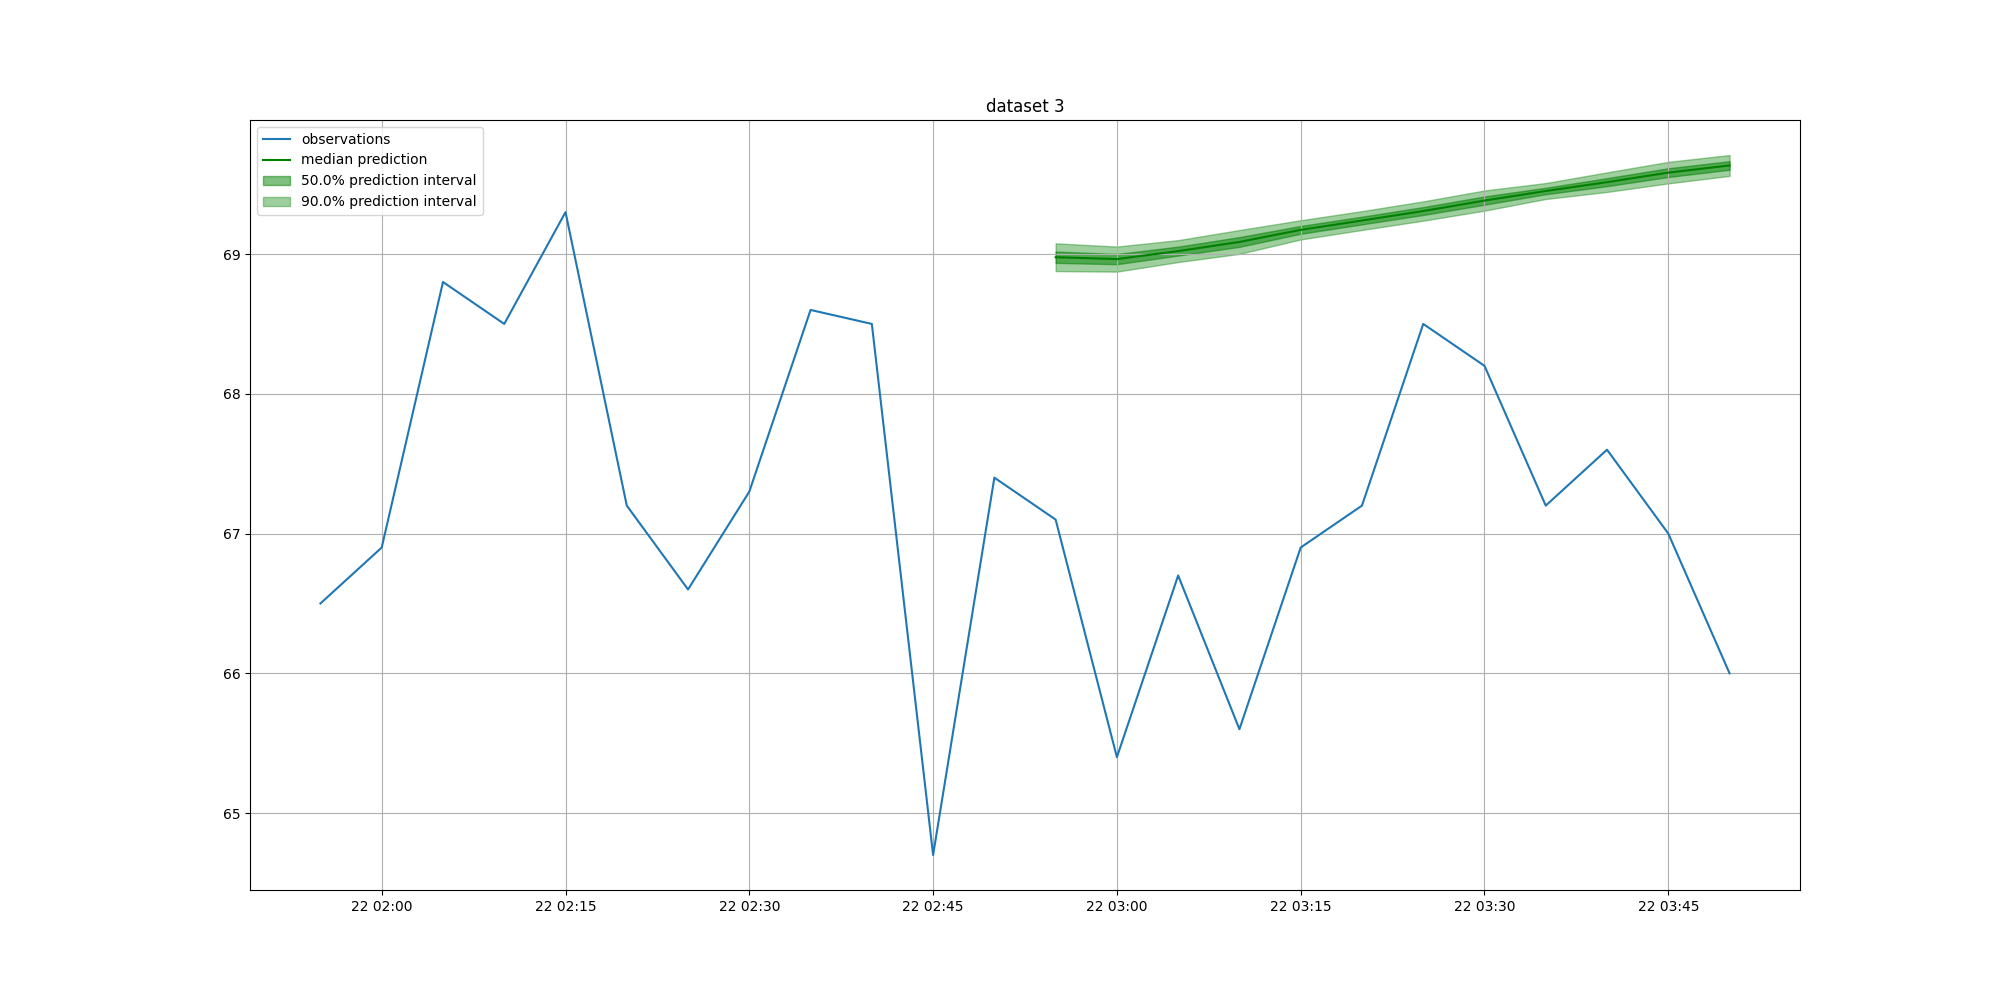 dataset 3
observations
median prediction
50.0% prediction interval
90.0% prediction interval
69
68
67
66
65
22 02:00 22 02:15 22 02:30 22 02:45 22 03:00 22 03:15 22 03:30 22 03:45